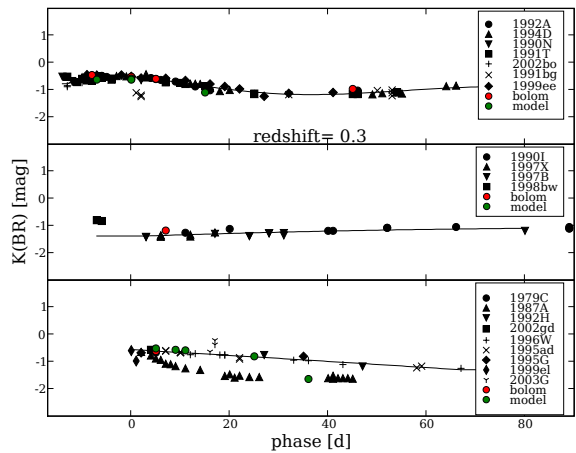 1992A
1994D
1990N
1991T
2002bo
1991bg
1999ee
bolom
model
1
0
-1
-2
redshift= 0.3
1990I
1997X
1997B
1998bw
bolom
model
1
0
-1
-2
K(BR) [mag]
1979C
1987A
1992H
2002gd
1996W
1995ad
1995G
1999el
2003G
bolom
model
1
0
-1
-2
0 20 40 60 80
phase [d]